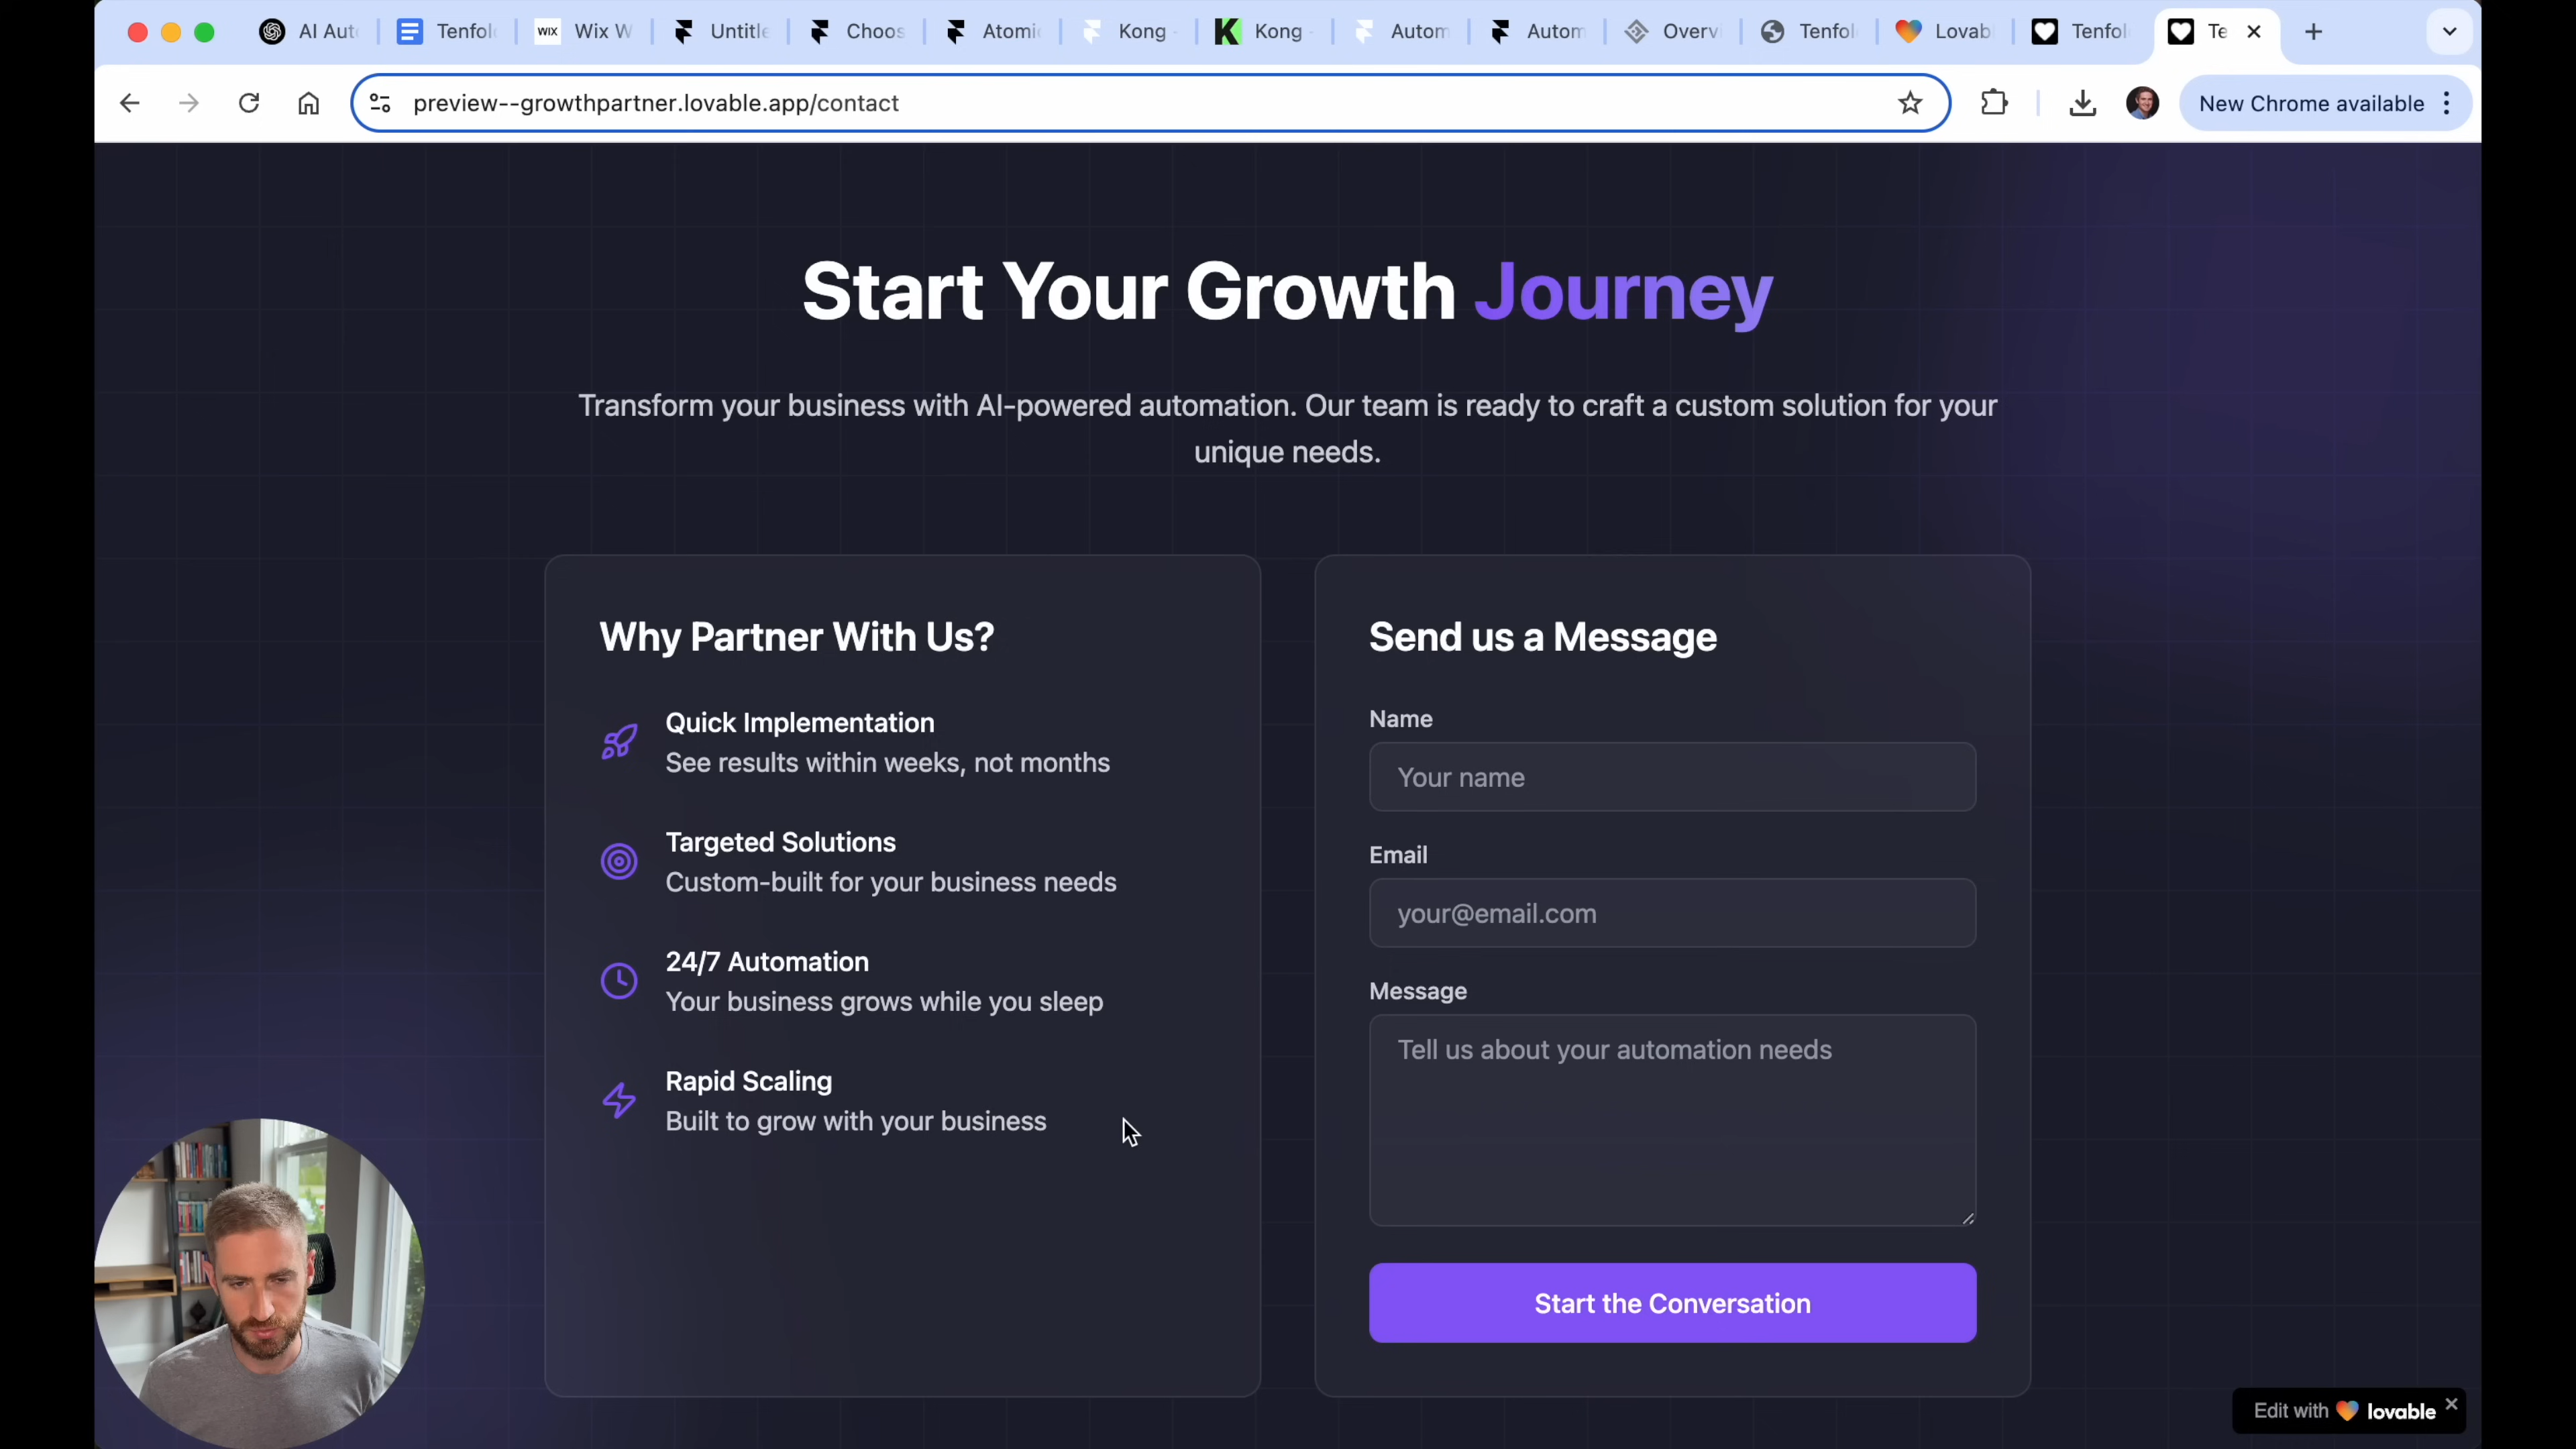 AI Aut
Tenfol
WIX Wix W
Untitle
Choos
Atomi
Kong
Kong
Autom
Autom
Overv
Tenfol
Lovab
Tenfol
Te
preview--growthpartner.lovable.app/contact
New Chrome available
Start Your Growth Journey
Transform your business with AI-powered automation. Our team is ready to craft a custom solution for your
unique needs.
Why Partner With Us?
Quick Implementation
See results within weeks, not months
Targeted Solutions
Custom-built for your business needs
24/7 Automation
Your business grows while you sleep
Rapid Scaling
Built to grow with your business
Send us a Message
Name
Your name
Email
your@email.com
Message
Tell us about your automation needs
Start the Conversation
Edit with lovable